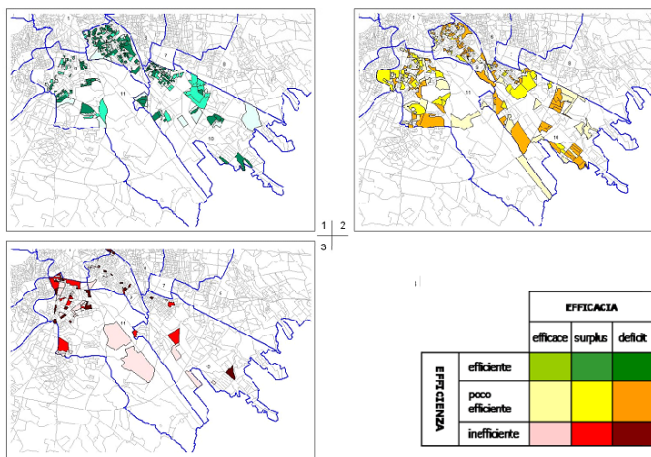 1 2
3
EFFICACIA
efficace surplus deficit
EFFICIENZA
efficiente
poco
efficiente
inefficiente